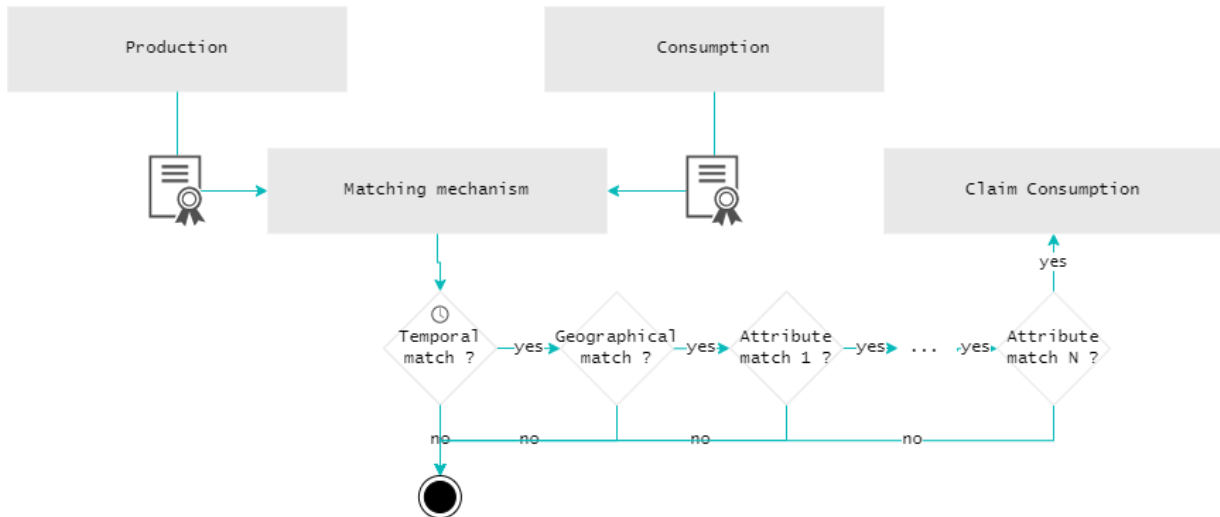 Production
Consumption
Matching mechanism
Claim Consumption
yes
Temporal
match ?
yes
Geographical
match ?
yes
Attribute
match 1 ?
yes
...
yes
Attribute
match N ?
no
no
no
no